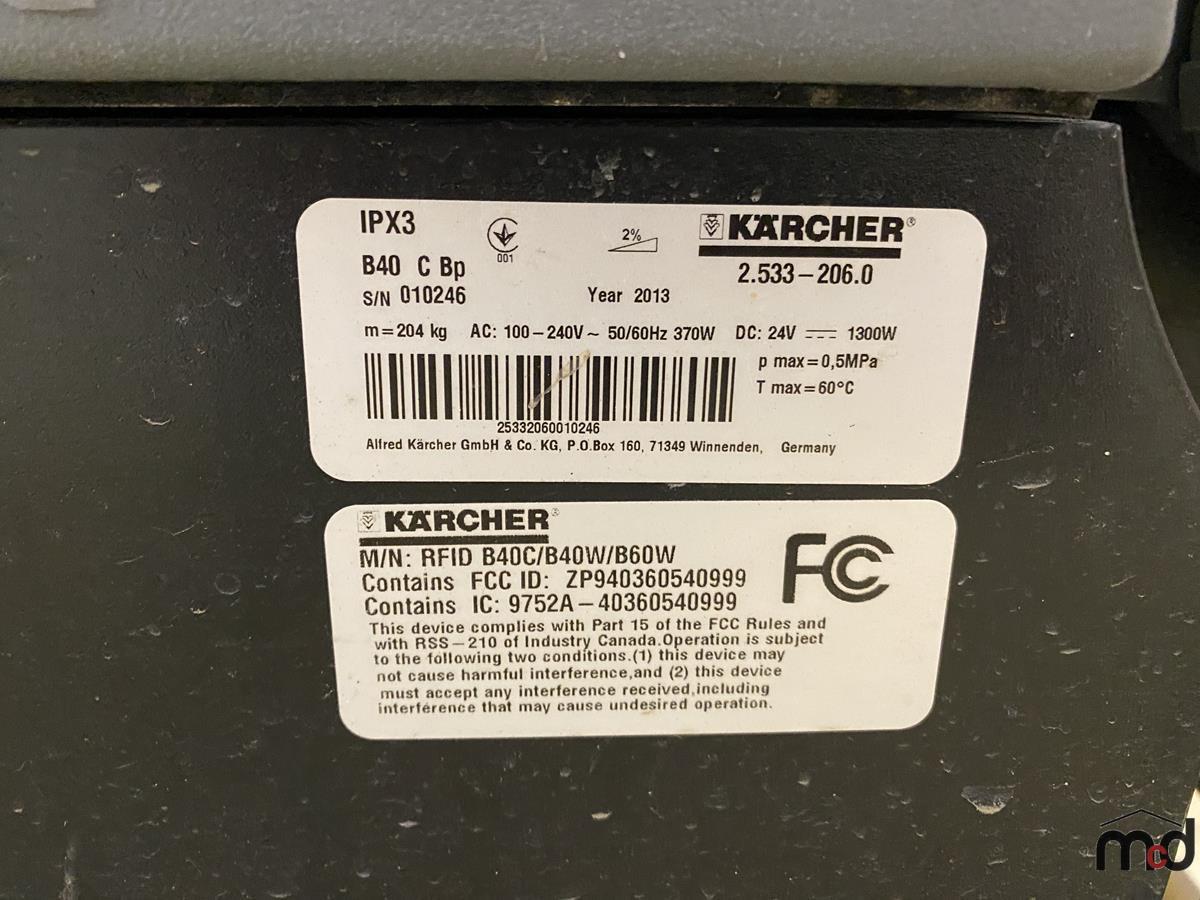 IPX3
001
2%
KÄRCHER®
B40 C Bp
2.533-206.0
S/N 010246
Year 2013
m=204 kg AC: 100-240V~ 50/60Hz 370W DC: 24V ⎓ 1300W
p max=0,5MPa
T max=60°C
25332060010246
Alfred Kärcher GmbH & Co. KG, P.O.Box 160, 71349 Winnenden, Germany
KÄRCHER®
M/N: RFID B40C/B40W/B60W
Contains FCC ID: ZP940360540999
Contains IC: 9752A-40360540999
FC
This device complies with Part 15 of the FCC Rules and
with RSS-210 of Industry Canada.Operation is subject
to the following two conditions.(1) this device may
not cause harmful interference,and (2) this device
must accept any interference received,including
interference that may cause undesired operation.
mcd